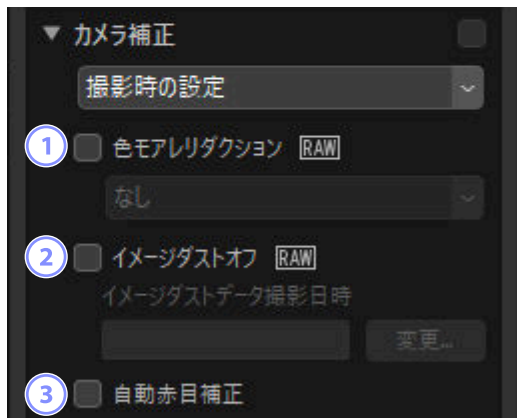 カメラ補正
撮影時の設定
1 色モアレリダクション RAW
なし
2 イメージダストオフ RAW
イメージダストデータ撮影日時
変更...
3 自動赤目補正